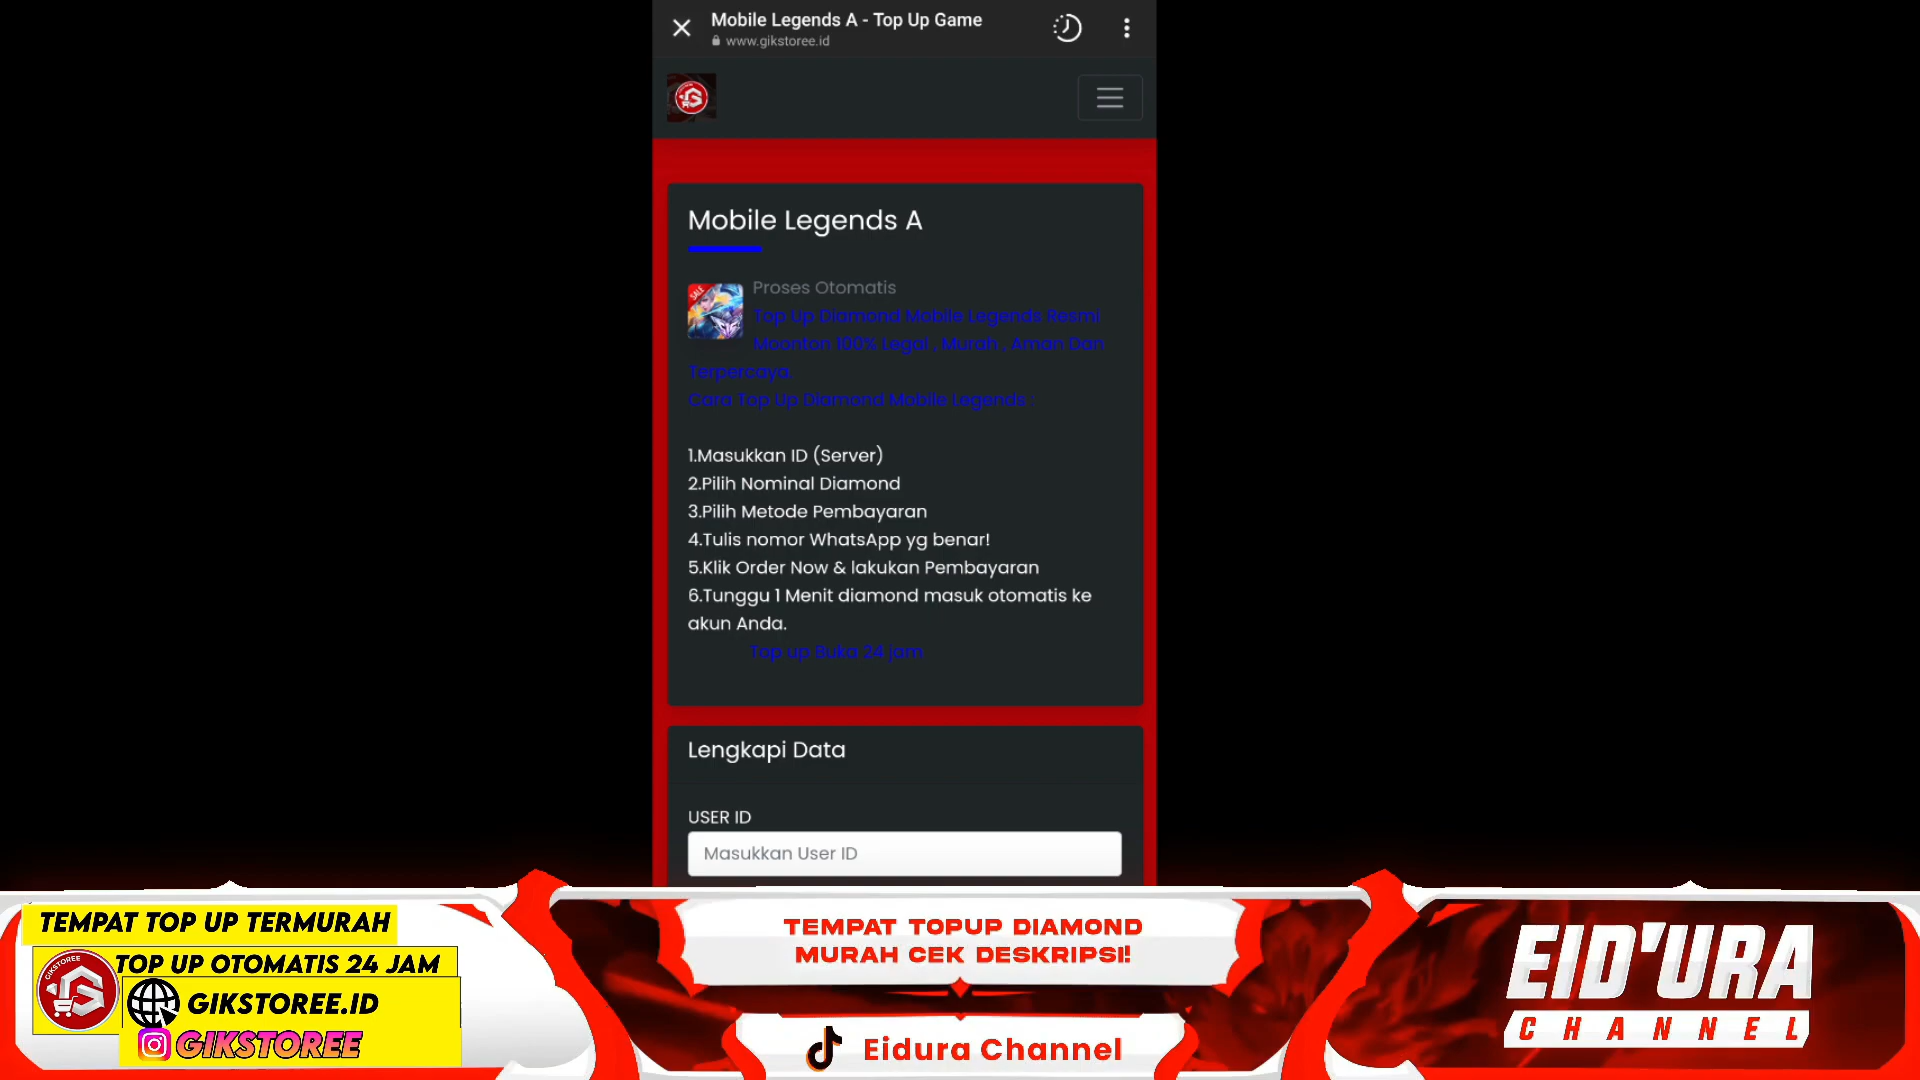 Mobile Legends A - Top Up Game
www.gikstoree.id
Mobile Legends A
SALE
Proses Otomatis
Top Up Diamond Mobile Legends Resmi
Moonton 100% Legal , Murah , Aman Dan
Terpercaya.
Cara Top Up Diamond Mobile Legends :
1.Masukkan ID (Server)
2.Pilih Nominal Diamond
3.Pilih Metode Pembayaran
4.Tulis nomor WhatsApp yg benar!
5.Klik Order Now & lakukan Pembayaran
6.Tunggu 1 Menit diamond masuk otomatis ke
akun Anda.
Top up Buka 24 jam
Lengkapi Data
USER ID
Masukkan User ID
TEMPAT TOP UP TERMURAH
GIKSTOREE
TOP UP OTOMATIS 24 JAM
GIKSTOREE.ID
GIKSTOREE
TEMPAT TOPUP DIAMOND
MURAH CEK DESKRIPSI!
Eidura Channel
EID'URA
CHANNEL